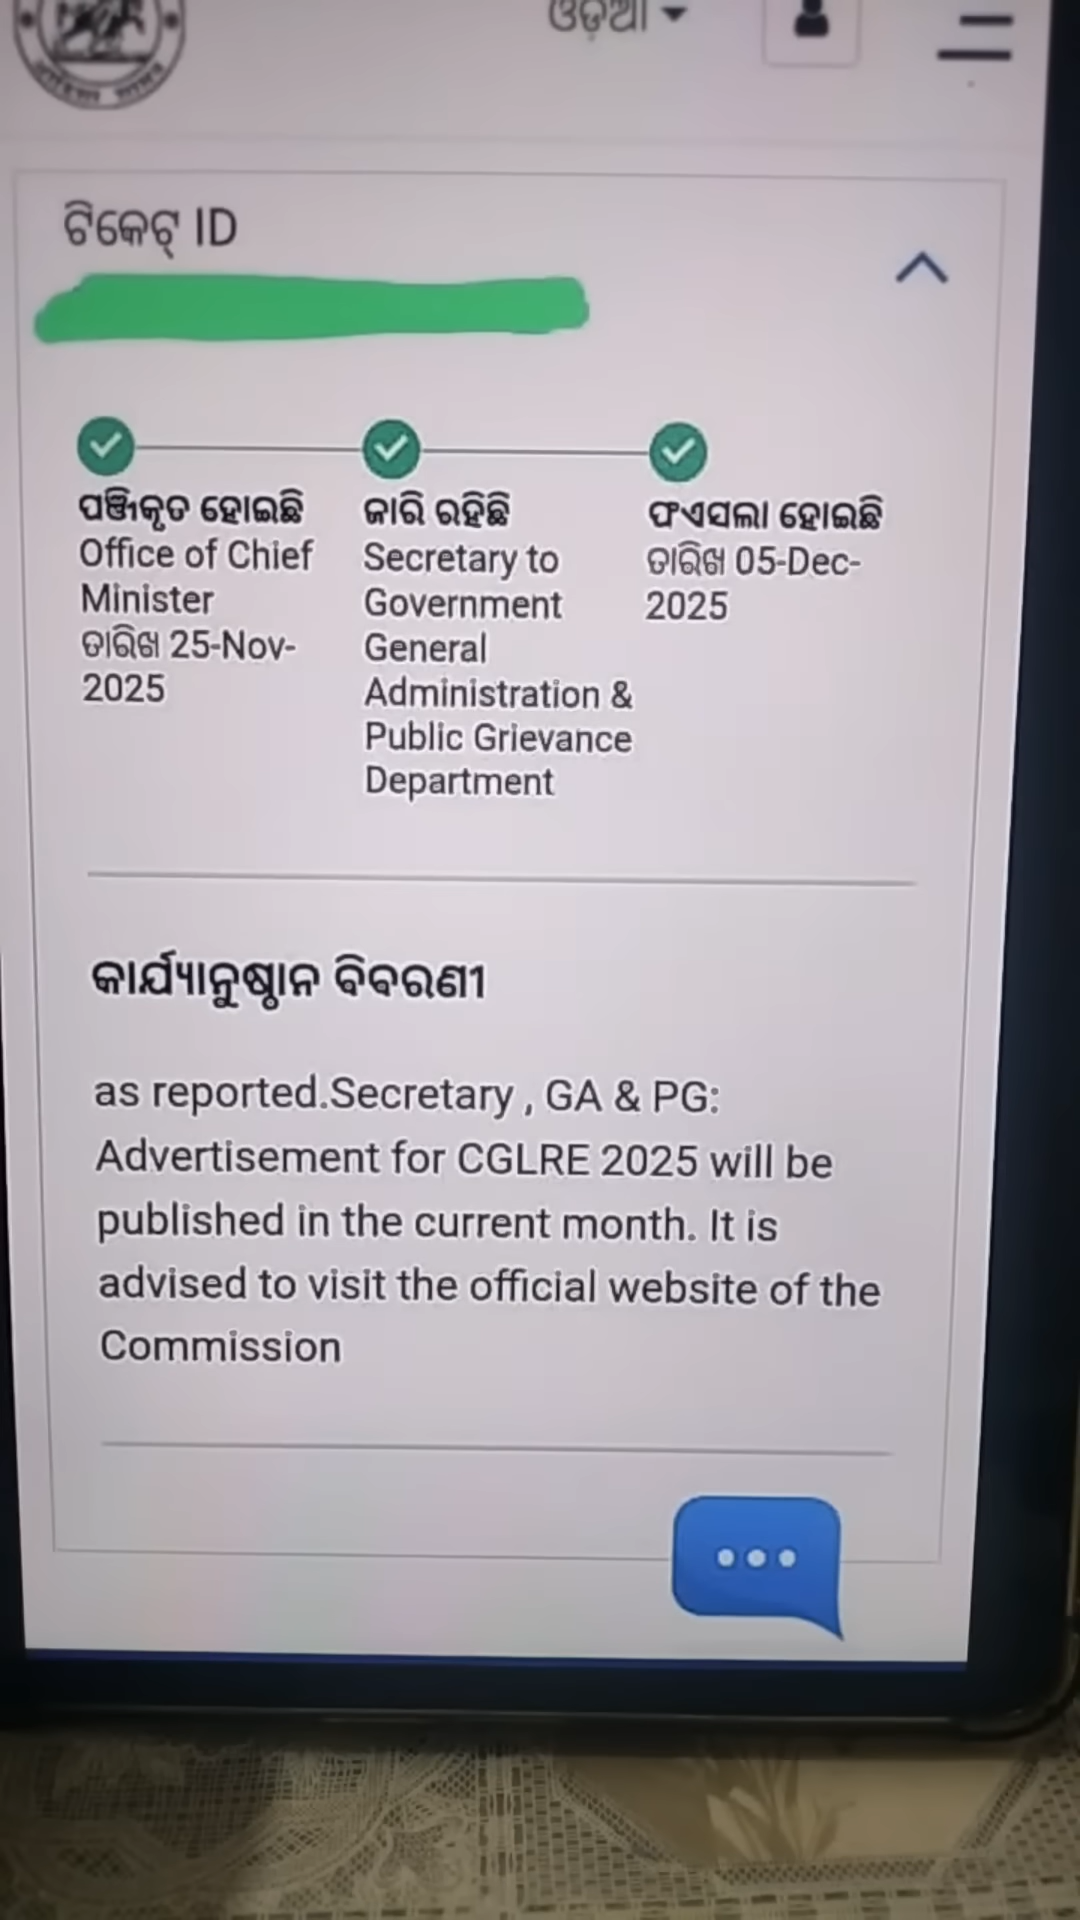 ଓଡ଼ିଆ
ଟିକେଟ୍ ID
ପଞ୍ଜିକୃତ ହୋଇଛି
Office of Chief
Minister
ତାରିଖ 25-Nov-
2025
ଜାରି ରହିଛି
Secretary to
Government
General
Administration &
Public Grievance
Department
ଫଏସଲା ହୋଇଛି
ତାରିଖ 05-Dec-
2025
କାର୍ଯ୍ୟାନୁଷ୍ଠାନ ବିବରଣୀ
as reported.Secretary , GA & PG:
Advertisement for CGLRE 2025 will be
published in the current month. It is
advised to visit the official website of the
Commission